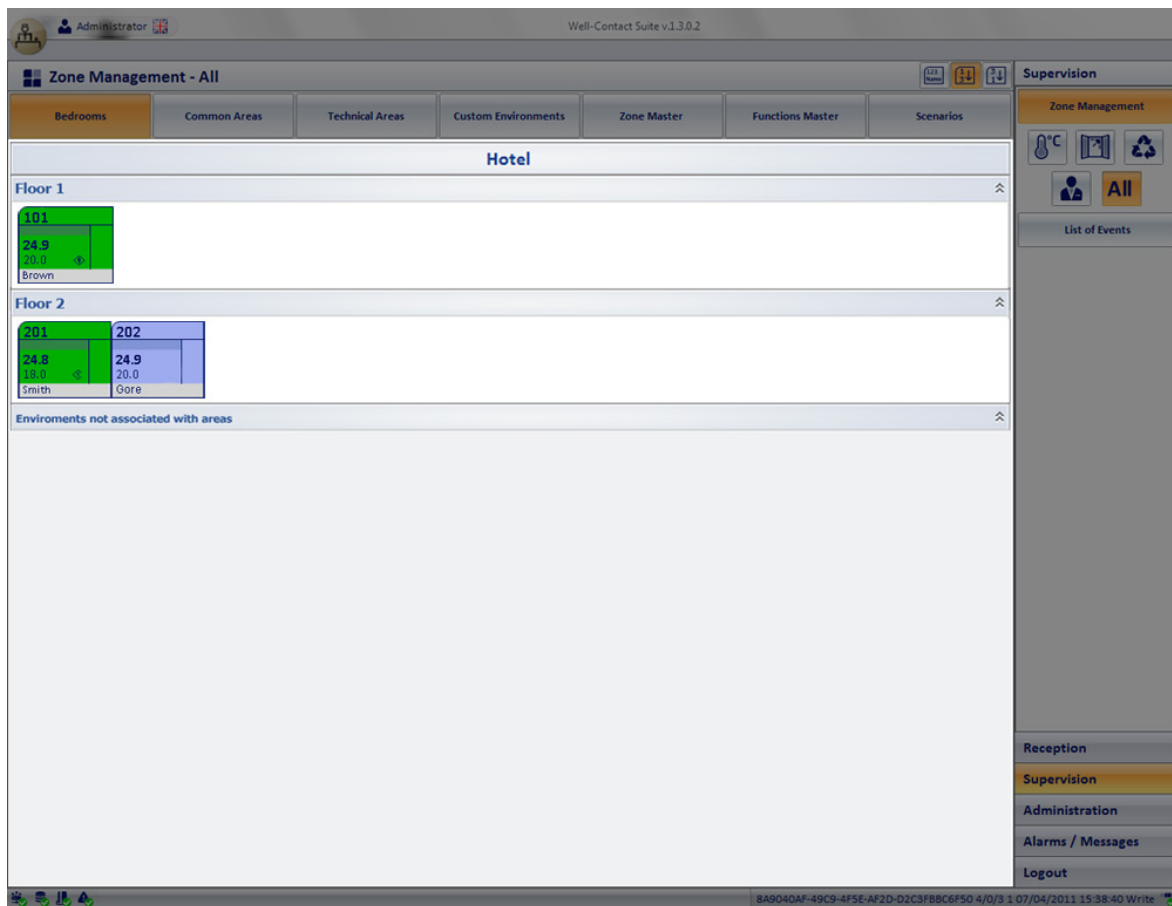 Administrator
Well-Contact Suite v.1.3.0.2
Zone Management - All
123 Name
Supervision
Bedrooms
Common Areas
Technical Areas
Custom Environments
Zone Master
Functions Master
Scenarios
Zone Management
°C
All
List of Events
Hotel
Floor 1
101
24.9
20.0
Brown
Floor 2
201
202
24.8
24.9
18.0
20.0
Smith
Gore
Enviroments not associated with areas
Reception
Supervision
Administration
Alarms / Messages
Logout
8A9040AF-49C9-4F5E-AF2D-D2C3FBBC6F50 4/0/3 1 07/04/2011 15:38:40 Write